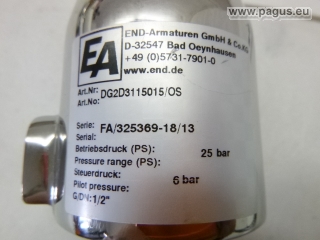 www.pagus.eu
EA
END-Armaturen GmbH & Co.KG
D-32547 Bad Oeynhausen
+49 (0)5731-7901-0
www.end.de
Art.Nr: DG2D3115015/OS
Art.No:
Serie: FA/325369-18/13
Serial:
Betriebsdruck (PS): 25 bar
Pressure range (PS):
Steuerdruck: 6 bar
Pilot pressure:
G/DN:1/2"